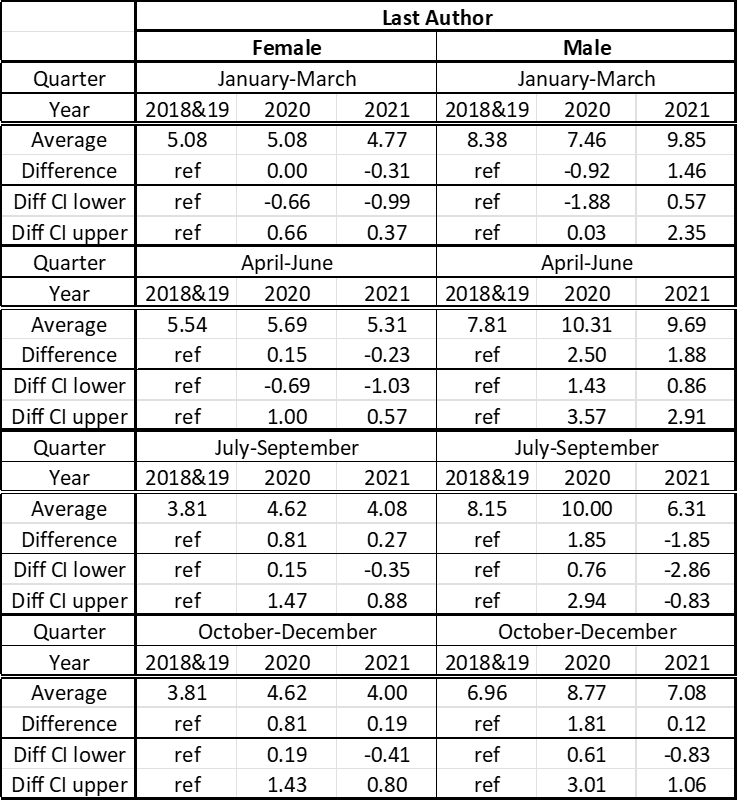 Last Author
Female Male
Quarter January-March January-March
Year 2018&19 2020 2021 2018&19 2020 2021
Average 5.08 5.08 4.77 8.38 7.46 9.85
Difference ref 0.00 -0.31 ref -0.92 1.46
Diff CI lower ref -0.66 -0.99 ref -1.88 0.57
Diff CI upper ref 0.66 0.37 ref 0.03 2.35
Quarter April-June April-June
Year 2018&19 2020 2021 2018&19 2020 2021
Average 5.54 5.69 5.31 7.81 10.31 9.69
Difference ref 0.15 -0.23 ref 2.50 1.88
Diff CI lower ref -0.69 -1.03 ref 1.43 0.86
Diff CI upper ref 1.00 0.57 ref 3.57 2.91
Quarter July-September July-September
Year 2018&19 2020 2021 2018&19 2020 2021
Average 3.81 4.62 4.08 8.15 10.00 6.31
Difference ref 0.81 0.27 ref 1.85 -1.85
Diff CI lower ref 0.15 -0.35 ref 0.76 -2.86
Diff CI upper ref 1.47 0.88 ref 2.94 -0.83
Quarter October-December October-December
Year 2018&19 2020 2021 2018&19 2020 2021
Average 3.81 4.62 4.00 6.96 8.77 7.08
Difference ref 0.81 0.19 ref 1.81 0.12
Diff CI lower ref 0.19 -0.41 ref 0.61 -0.83
Diff CI upper ref 1.43 0.80 ref 3.01 1.06